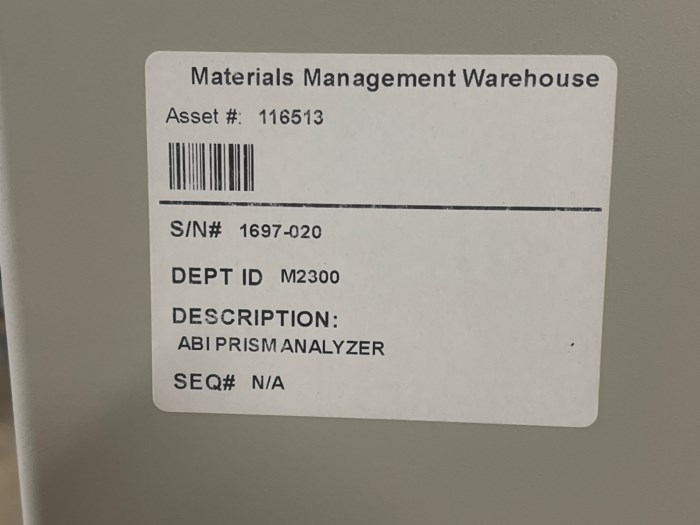 Materials Management Warehouse
Asset #: 116513
S/N# 1697-020
DEPT ID M2300
DESCRIPTION:
ABI PRISM ANALYZER
SEQ# N/A